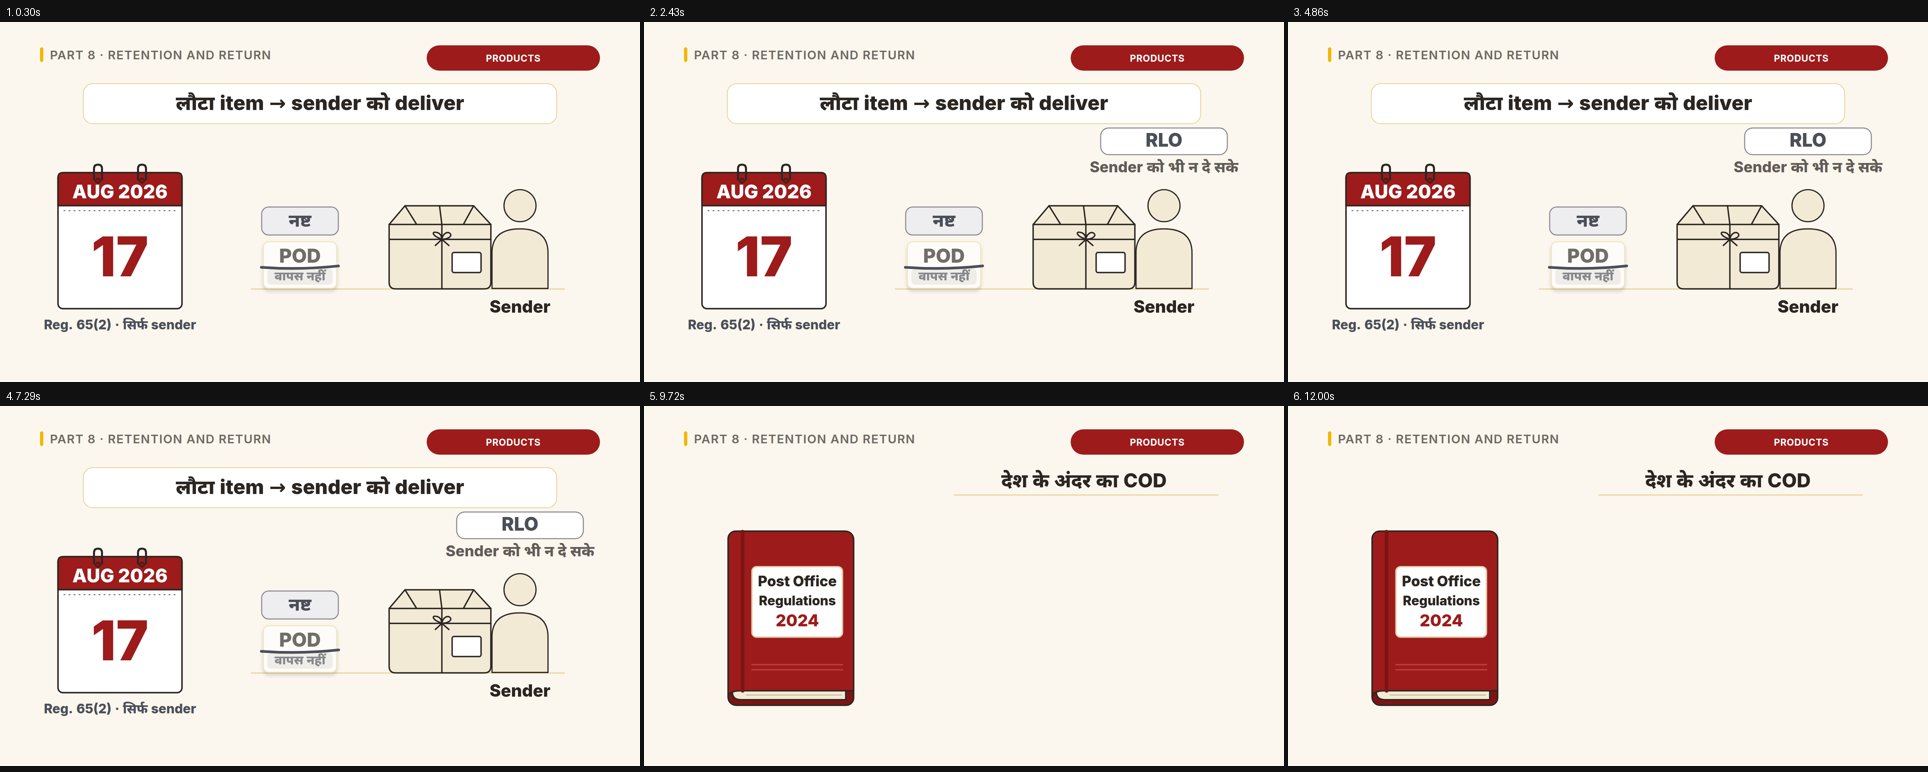 1. 0.30s
PART 8 · RETENTION AND RETURN
PRODUCTS
लौटा item → sender को deliver
AUG 2026
17
Reg. 65(2) · सिर्फ sender
नष्ट
POD
वापस नहीं
Sender
2. 2.43s
PART 8 · RETENTION AND RETURN
PRODUCTS
लौटा item → sender को deliver
RLO
Sender को भी न दे सके
AUG 2026
17
Reg. 65(2) · सिर्फ sender
नष्ट
POD
वापस नहीं
Sender
3. 4.86s
PART 8 · RETENTION AND RETURN
PRODUCTS
लौटा item → sender को deliver
RLO
Sender को भी न दे सके
AUG 2026
17
Reg. 65(2) · सिर्फ sender
नष्ट
POD
वापस नहीं
Sender
4. 7.29s
PART 8 · RETENTION AND RETURN
PRODUCTS
लौटा item → sender को deliver
RLO
Sender को भी न दे सके
AUG 2026
17
Reg. 65(2) · सिर्फ sender
नष्ट
POD
वापस नहीं
Sender
5. 9.72s
PART 8 · RETENTION AND RETURN
PRODUCTS
देश के अंदर का COD
Post Office
Regulations
2024
6. 12.00s
PART 8 · RETENTION AND RETURN
PRODUCTS
देश के अंदर का COD
Post Office
Regulations
2024